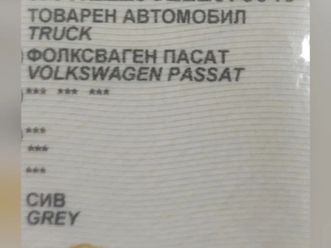 ТОВАРЕН АВТОМОБИЛ
TRUCK
ФОЛКСВАГЕН ПАСАТ
VOLKSWAGEN PASSAT
*** *** ***
***
***
***
СИВ
GREY